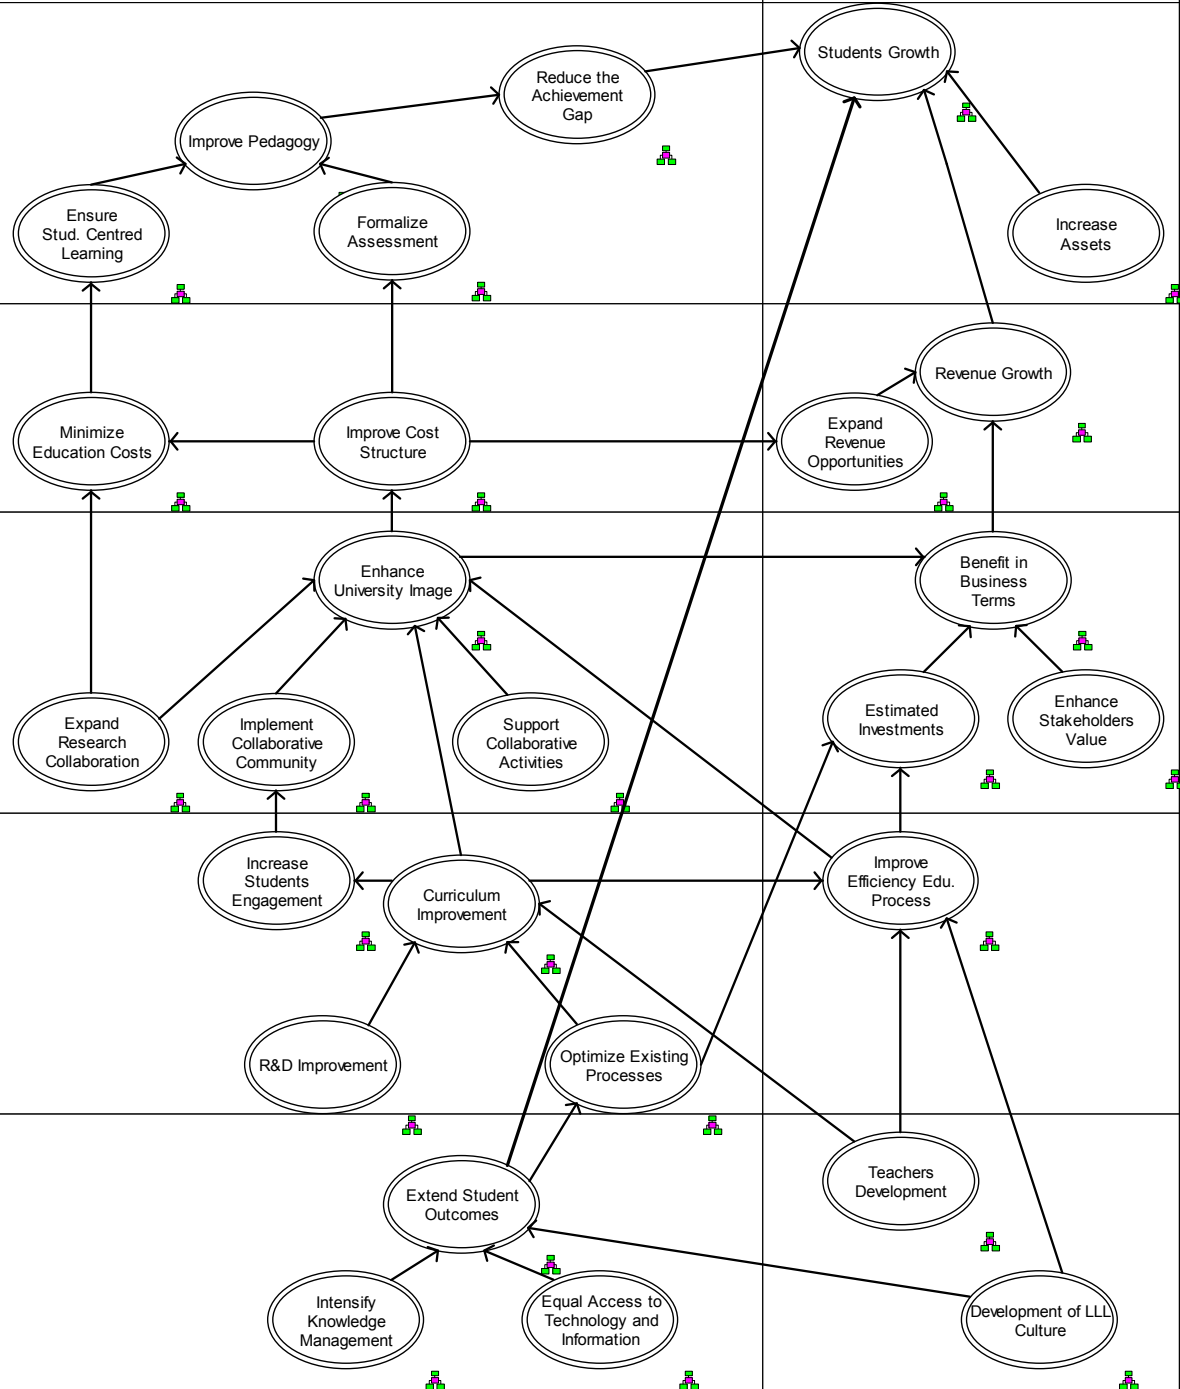 Students Growth
Reduce the
Achievement
Gap
Improve Pedagogy
Ensure
Stud. Centred
Learning
Formalize
Assessment
Increase
Assets
Revenue Growth
Minimize
Education Costs
Improve Cost
Structure
Expand
Revenue
Opportunities
Enhance
University Image
Benefit in
Business
Terms
Expand
Research
Collaboration
Implement
Collaborative
Community
Support
Collaborative
Activities
Estimated
Investments
Enhance
Stakeholders
Value
Increase
Students
Engagement
Curriculum
Improvement
Improve
Efficiency Edu.
Process
R&D Improvement
Optimize Existing
Processes
Teachers
Development
Extend Student
Outcomes
Intensify
Knowledge
Management
Equal Access to
Technology and
Information
Development of LLL
Culture